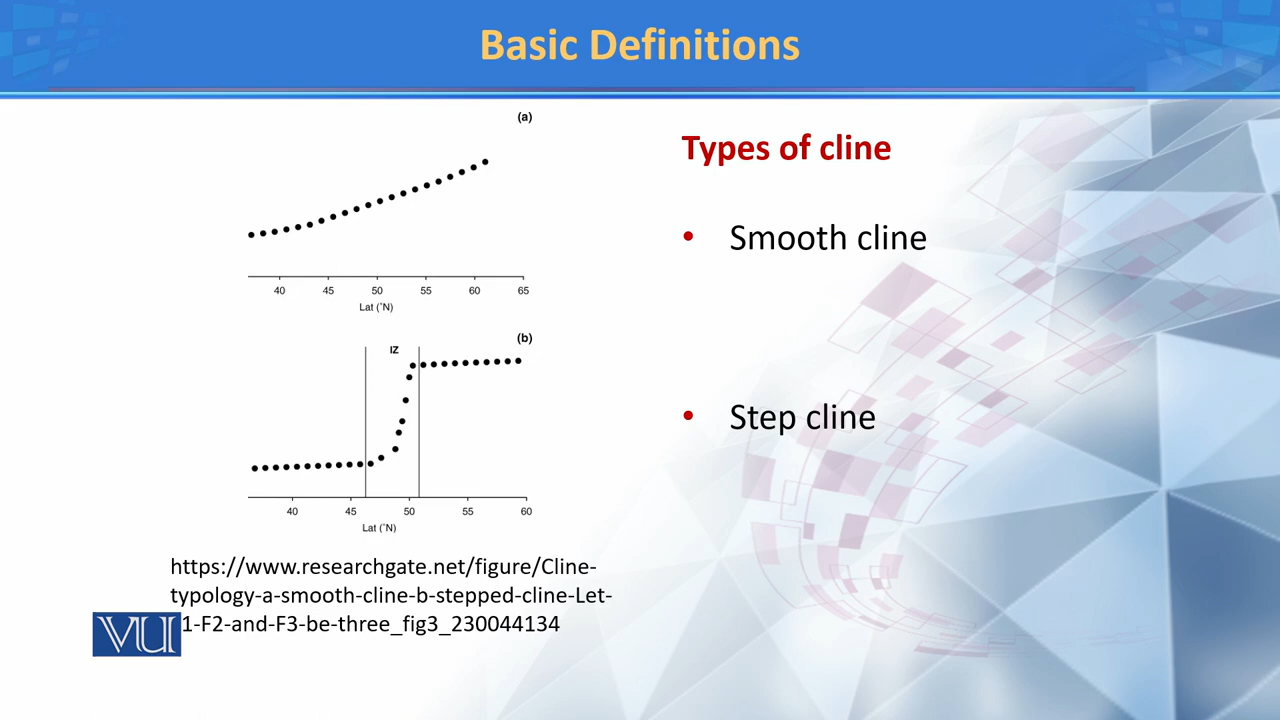 Basic Definitions
(a)
40 45 50 55 60 65
Lat (°N)
(b)
IZ
40 45 50 55 60
Lat (°N)
https://www.researchgate.net/figure/Cline-
typology-a-smooth-cline-b-stepped-cline-Let-
1-F2-and-F3-be-three_fig3_230044134
VU
Types of cline
• Smooth cline
• Step cline